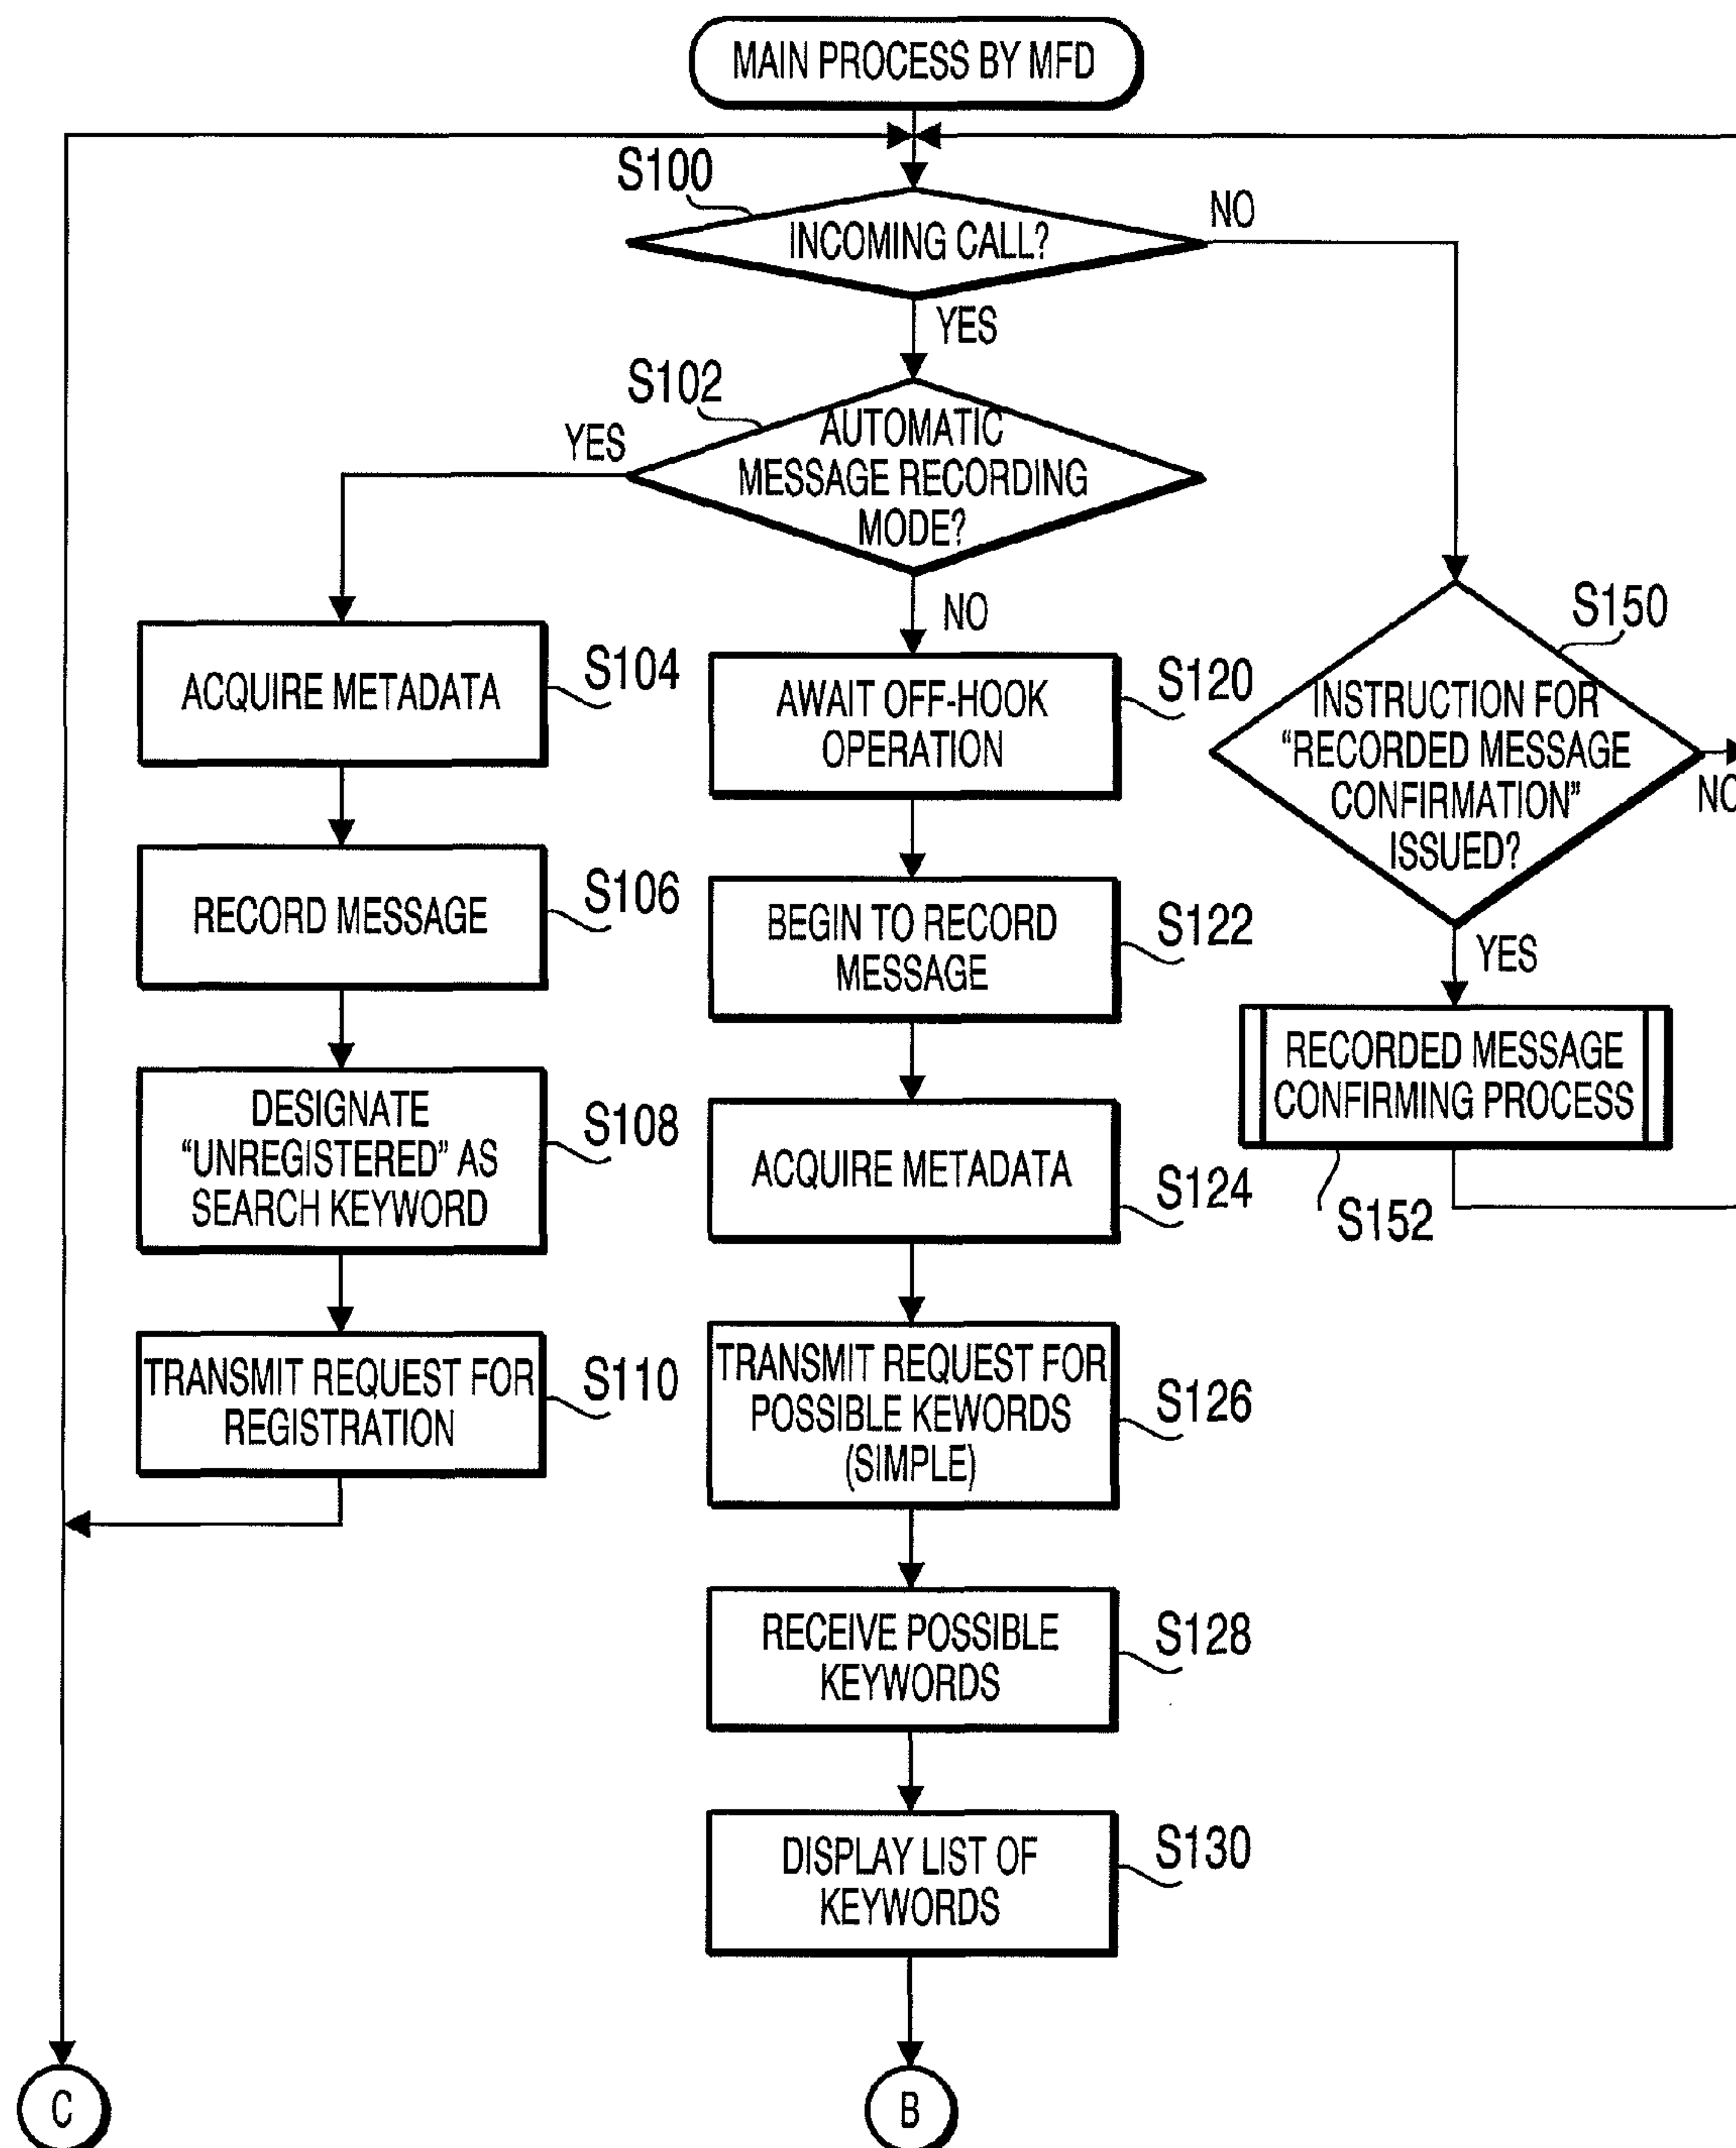 MAIN PROCESS BY MFD
S100
INCOMING CALL?
NO
YES
S102
AUTOMATIC
MESSAGE RECORDING
MODE?
YES
NO
ACQUIRE METADATA
S104
RECORD MESSAGE
S106
DESIGNATE
“UNREGISTERED” AS
SEARCH KEYWORD
S108
TRANSMIT REQUEST FOR
REGISTRATION
S110
AWAIT OFF-HOOK
OPERATION
S120
BEGIN TO RECORD
MESSAGE
S122
ACQUIRE METADATA
S124
TRANSMIT REQUEST FOR
POSSIBLE KEWORDS
(SIMPLE)
S126
RECEIVE POSSIBLE
KEYWORDS
S128
DISPLAY LIST OF
KEYWORDS
S130
S150
INSTRUCTION FOR
“RECORDED MESSAGE
CONFIRMATION”
ISSUED?
NO
YES
RECORDED MESSAGE
CONFIRMING PROCESS
S152
C
B